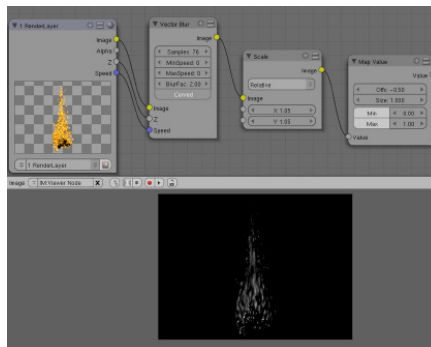 1 RenderLayer
Image
Alpha
Z
Speed
1 RenderLayer
Vector Blur
Image
Samples: 76
MinSpeed: 0
MaxSpeed: 0
BlurFac: 2.00
Curved
Image
Z
Speed
Scale
Image
Relative
Image
X 1.05
Y 1.05
Map Value
Value
Offs: -0.50
Size: 1.000
Min 0.00
Max 1.00
Value
Image
IM:Viewer Node
X